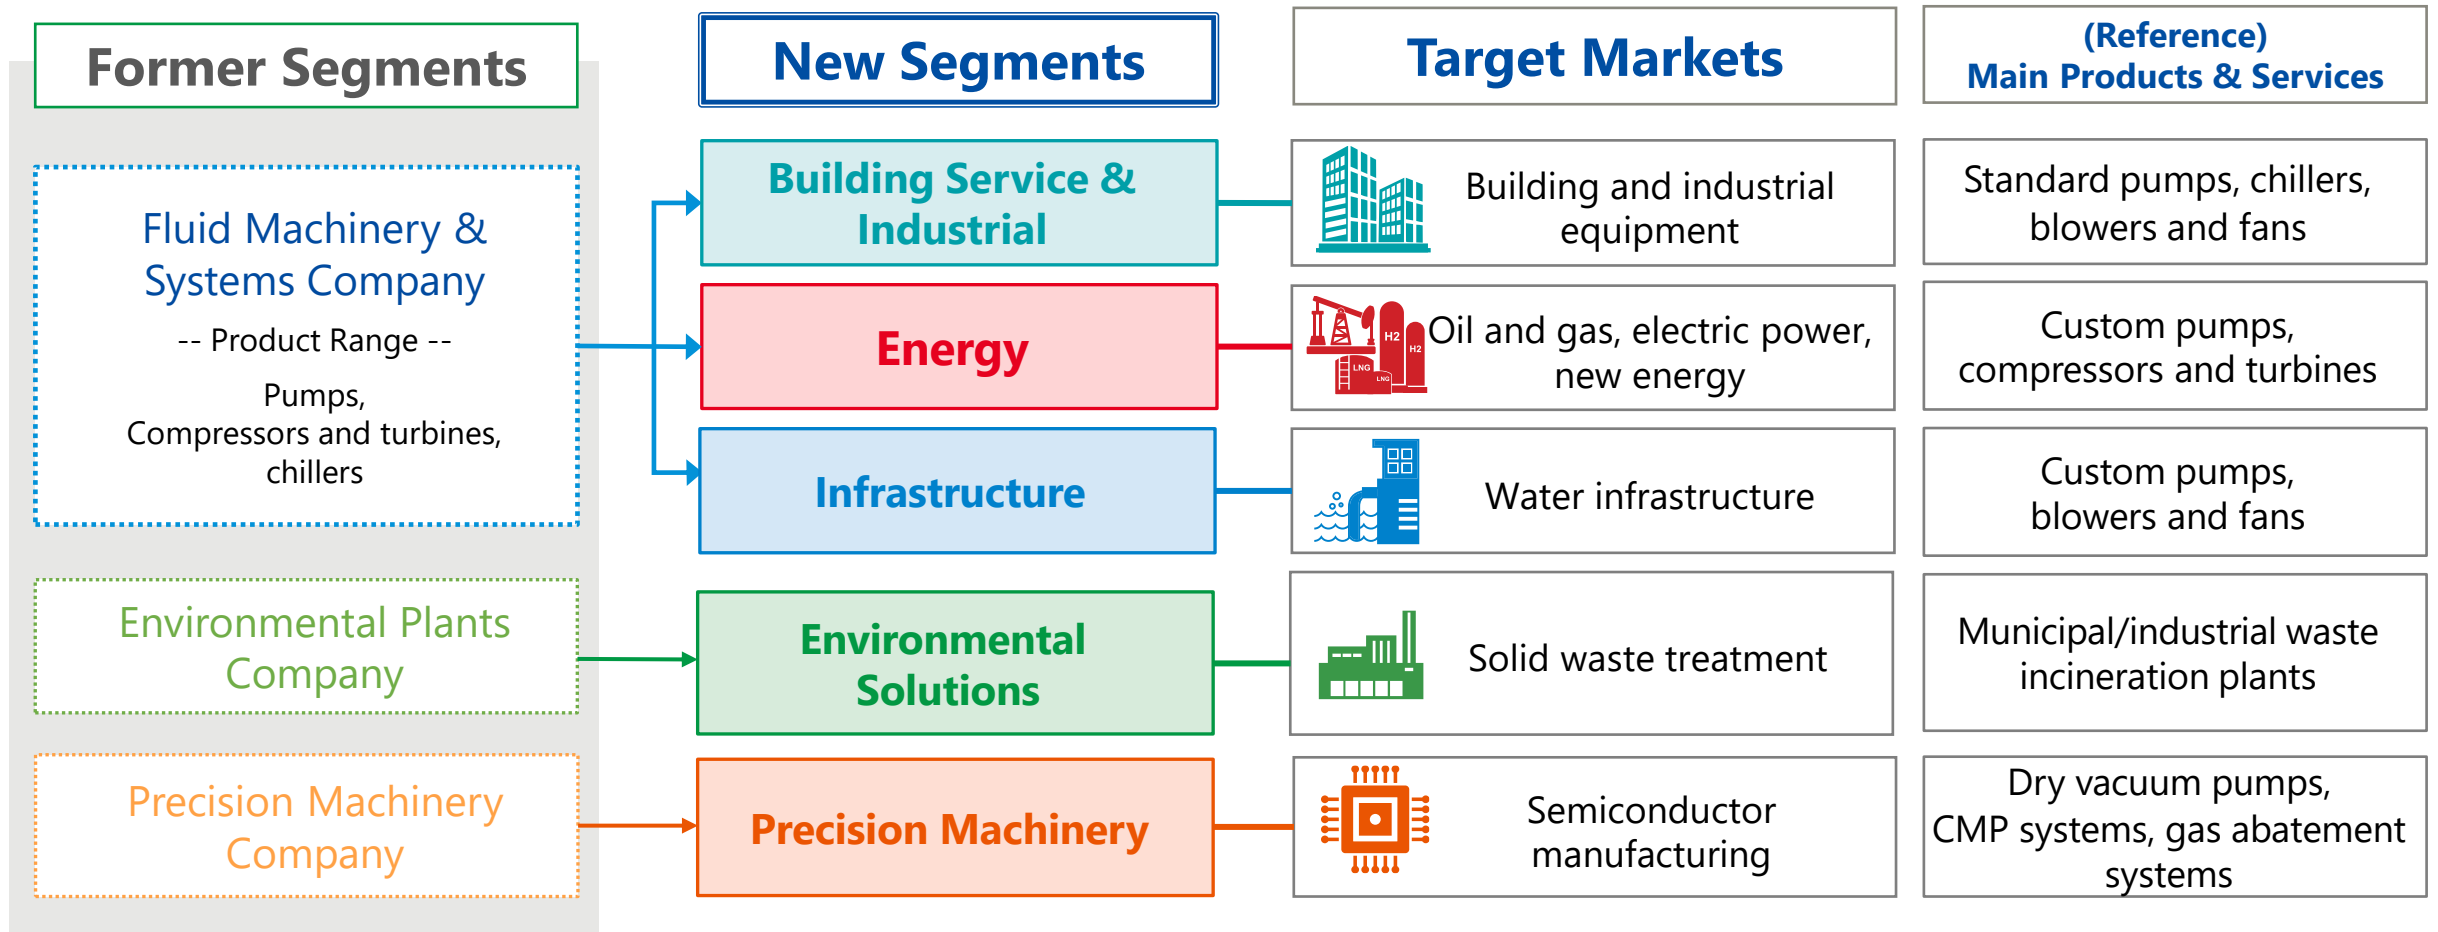 Former Segments
New Segments
Target Markets
(Reference)
Main Products & Services
Fluid Machinery &
Systems Company
-- Product Range --
Pumps,
Compressors and turbines,
chillers
Building Service &
Industrial
Building and industrial
equipment
Standard pumps, chillers,
blowers and fans
Energy
H2
H2
LNG
LNG
Oil and gas, electric power,
new energy
Custom pumps,
compressors and turbines
Infrastructure
Water infrastructure
Custom pumps,
blowers and fans
Environmental Plants
Company
Environmental
Solutions
Solid waste treatment
Municipal/industrial waste
incineration plants
Precision Machinery
Company
Precision Machinery
Semiconductor
manufacturing
Dry vacuum pumps,
CMP systems, gas abatement
systems